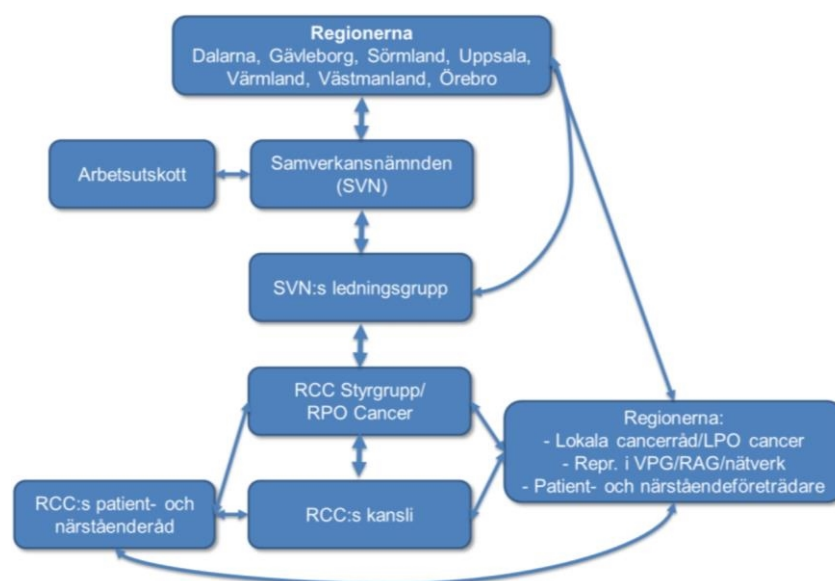 Regionerna
Dalarna, Gävleborg, Sörmland, Uppsala,
Värmland, Västmanland, Örebro
Arbetsutskott
Samverkansnämnden
(SVN)
SVN:s ledningsgrupp
RCC Styrgrupp/
RPO Cancer
Regionerna:
- Lokala cancerråd/LPO cancer
- Repr. i VPG/RAG/nätverk
- Patient- och närståendeföreträdare
RCC:s patient- och
närståenderåd
RCC:s kansli